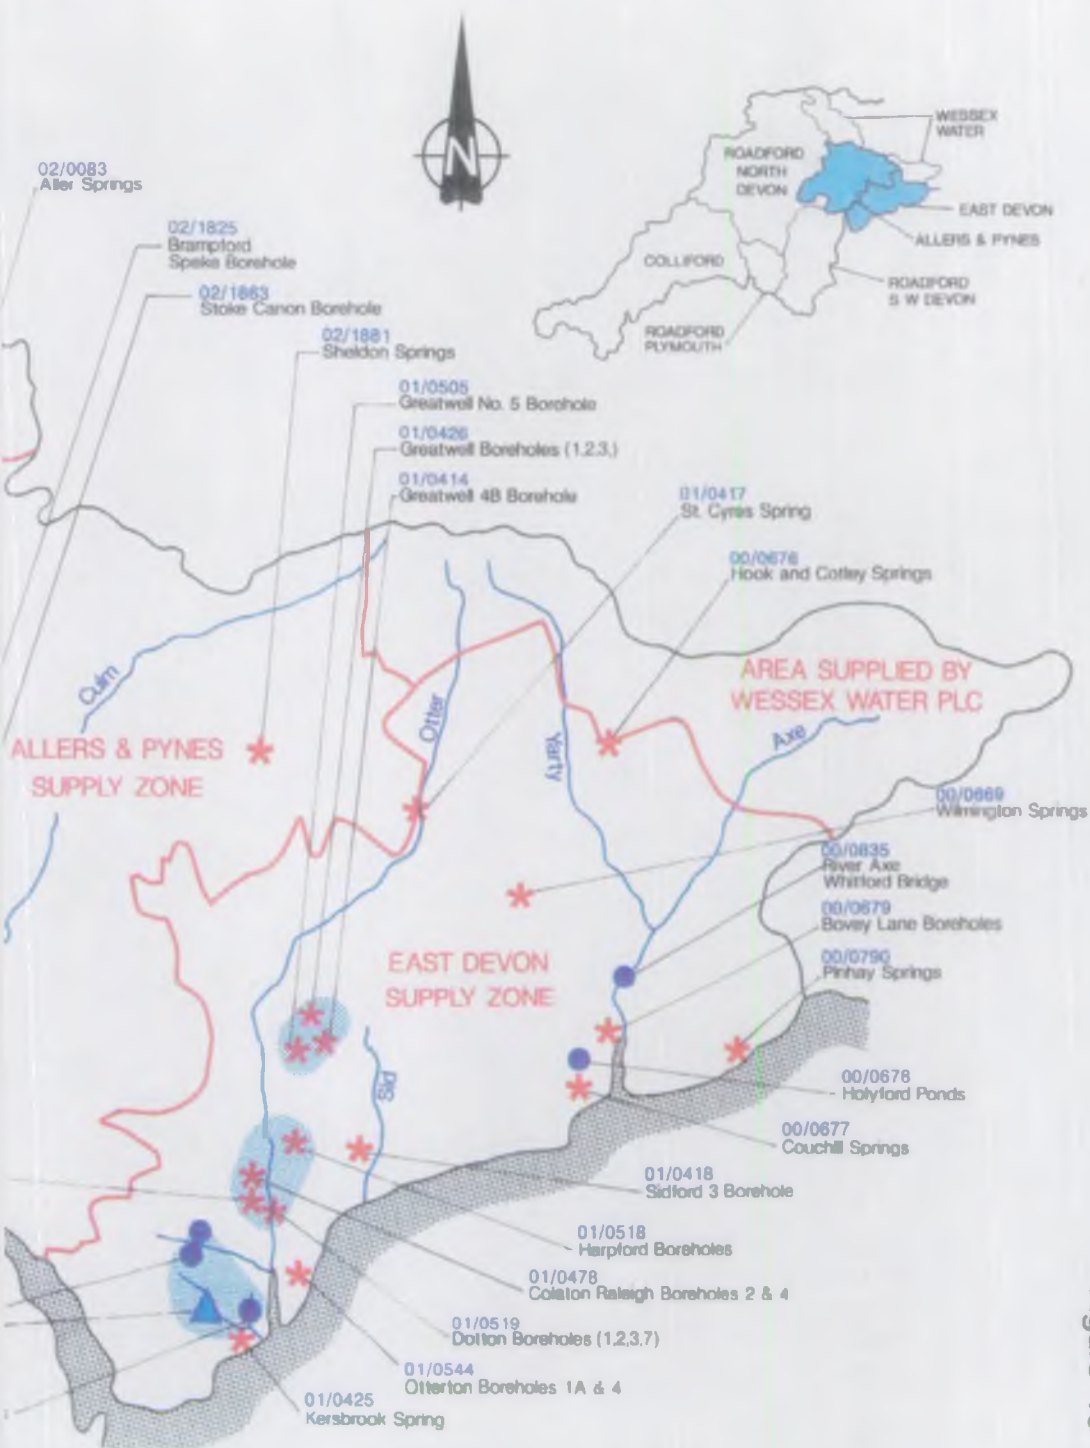 N
WESSEX
WATER
ROADFORD
NORTH
DEVON
EAST DEVON
ALLERS & PYNES
COLLIFORD
ROADFORD
S W DEVON
ROADFORD
PLYMOUTH
02/0083
Aller Springs
02/1825
Brampford
Speke Borehole
02/1863
Stoke Canon Borehole
02/1881
Sheldon Springs
01/0505
Greatwell No. 5 Borehole
01/0426
Greatwell Boreholes (1,2,3,)
01/0414
Greatwell 4B Borehole
01/0417
St. Cyres Spring
00/0676
Hook and Cotley Springs
Culm
Otter
Yarty
Axe
AREA SUPPLIED BY
WESSEX WATER PLC
ALLERS & PYNES
SUPPLY ZONE
00/0669
Wilmington Springs
00/0835
River Axe
Whitford Bridge
00/0679
Bovey Lane Boreholes
00/0790
Pinhay Springs
EAST DEVON
SUPPLY ZONE
Sid
00/0678
Holyford Ponds
00/0677
Couchill Springs
01/0418
Sidford 3 Borehole
01/0518
Harpford Boreholes
01/0478
Colaton Raleigh Boreholes 2 & 4
01/0519
Dotton Boreholes (1,2,3,7)
01/0544
Otterton Boreholes 1A & 4
01/0425
Kersbrook Spring